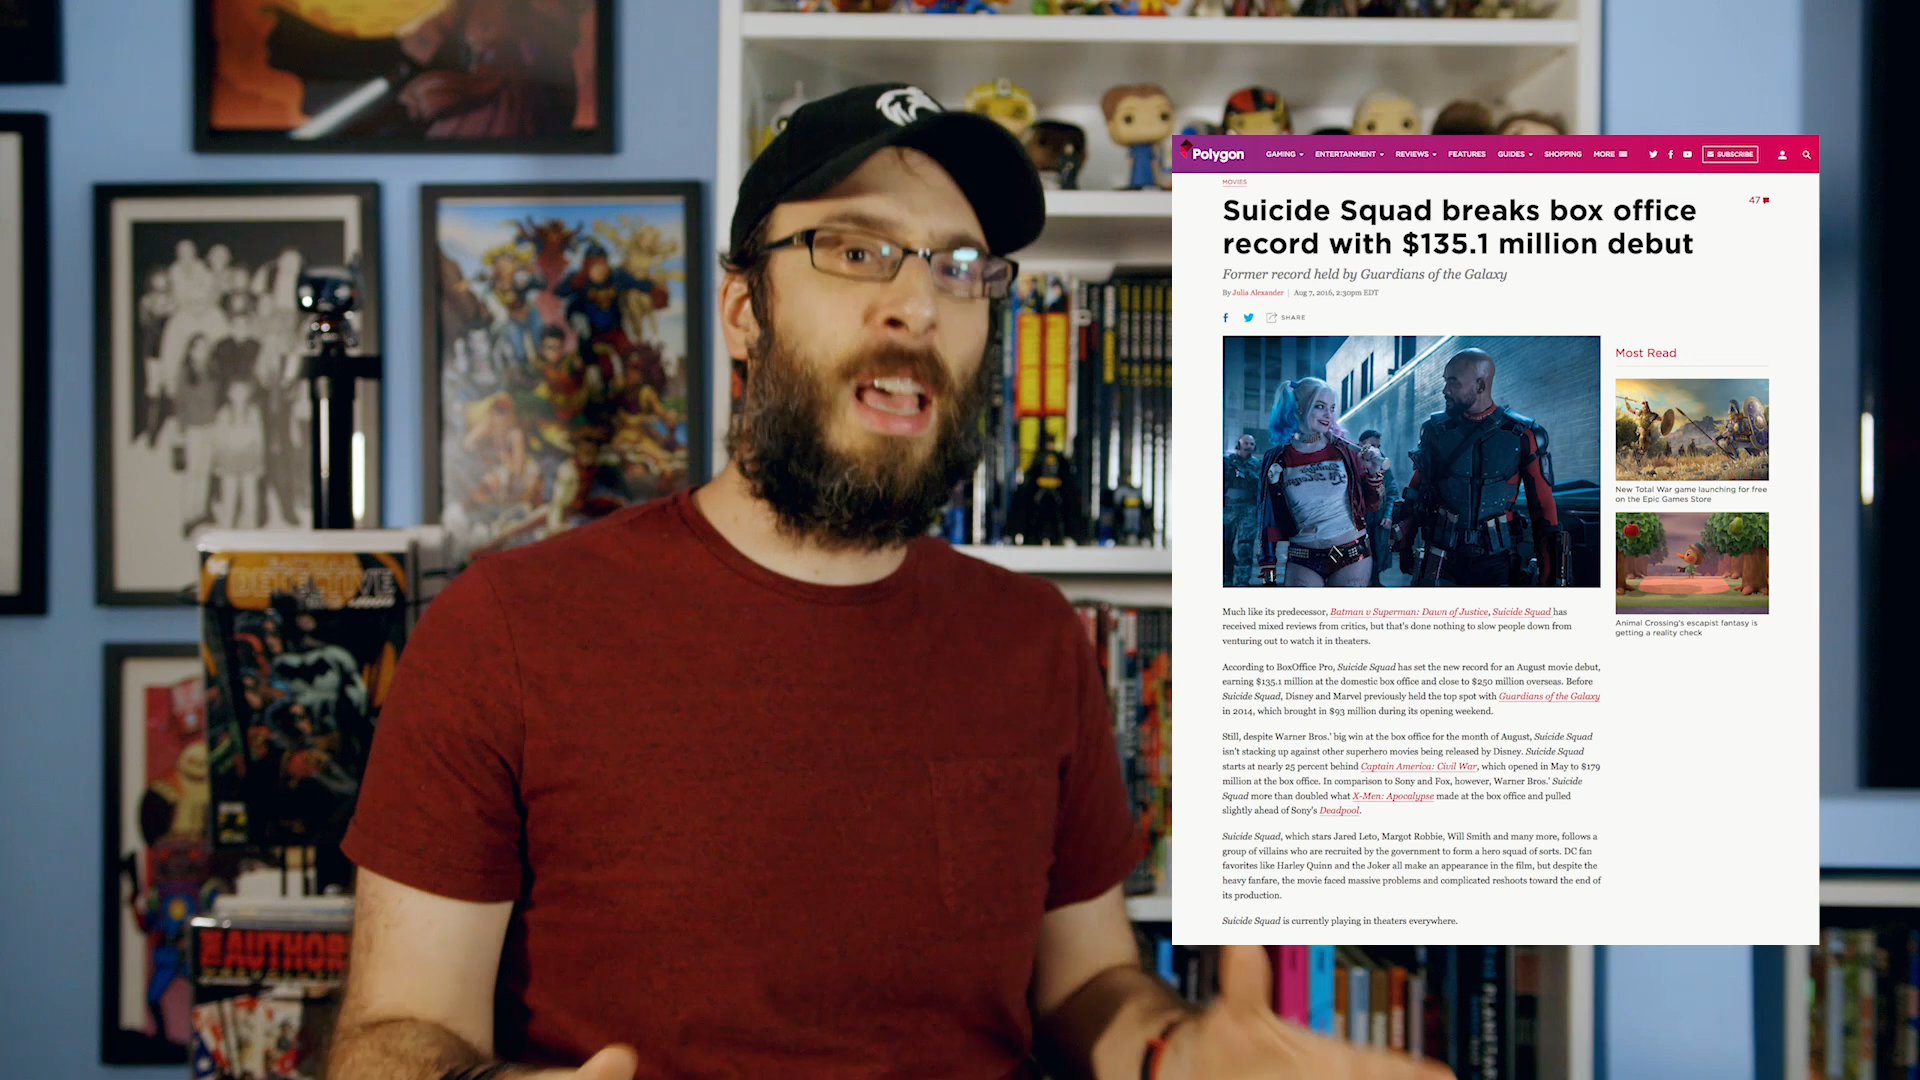 Polygon
GAMING ENTERTAINMENT REVIEWS FEATURES GUIDES SHOPPING MORE
SUBSCRIBE
MOVIES
Suicide Squad breaks box office
record with $135.1 million debut
47
Former record held by Guardians of the Galaxy
By Julia Alexander | Aug 7, 2016, 2:30pm EDT
SHARE
Much like its predecessor, Batman v Superman: Dawn of Justice, Suicide Squad has
received mixed reviews from critics, but that's done nothing to slow people down from
venturing out to watch it in theaters.
According to BoxOffice Pro, Suicide Squad has set the new record for an August movie debut,
earning $135.1 million at the domestic box office and close to $250 million overseas. Before
Suicide Squad, Disney and Marvel previously held the top spot with Guardians of the Galaxy
in 2014, which brought in $93 million during its opening weekend.
Still, despite Warner Bros.' big win at the box office for the month of August, Suicide Squad
isn't stacking up against other superhero movies being released by Disney. Suicide Squad
starts at nearly 25 percent behind Captain America: Civil War, which opened in May to $179
million at the box office. In comparison to Sony and Fox, however, Warner Bros.' Suicide
Squad more than doubled what X-Men: Apocalypse made at the box office and pulled
slightly ahead of Sony's Deadpool.
Suicide Squad, which stars Jared Leto, Margot Robbie, Will Smith and many more, follows a
group of villains who are recruited by the government to form a hero squad of sorts. DC fan
favorites like Harley Quinn and the Joker all make an appearance in the film, but despite the
heavy fanfare, the movie faced massive problems and complicated reshoots toward the end of
its production.
Suicide Squad is currently playing in theaters everywhere.
Most Read
New Total War game launching for free
on the Epic Games Store
Animal Crossing's escapist fantasy is
getting a reality check
DETECTIVE
AUTHOR